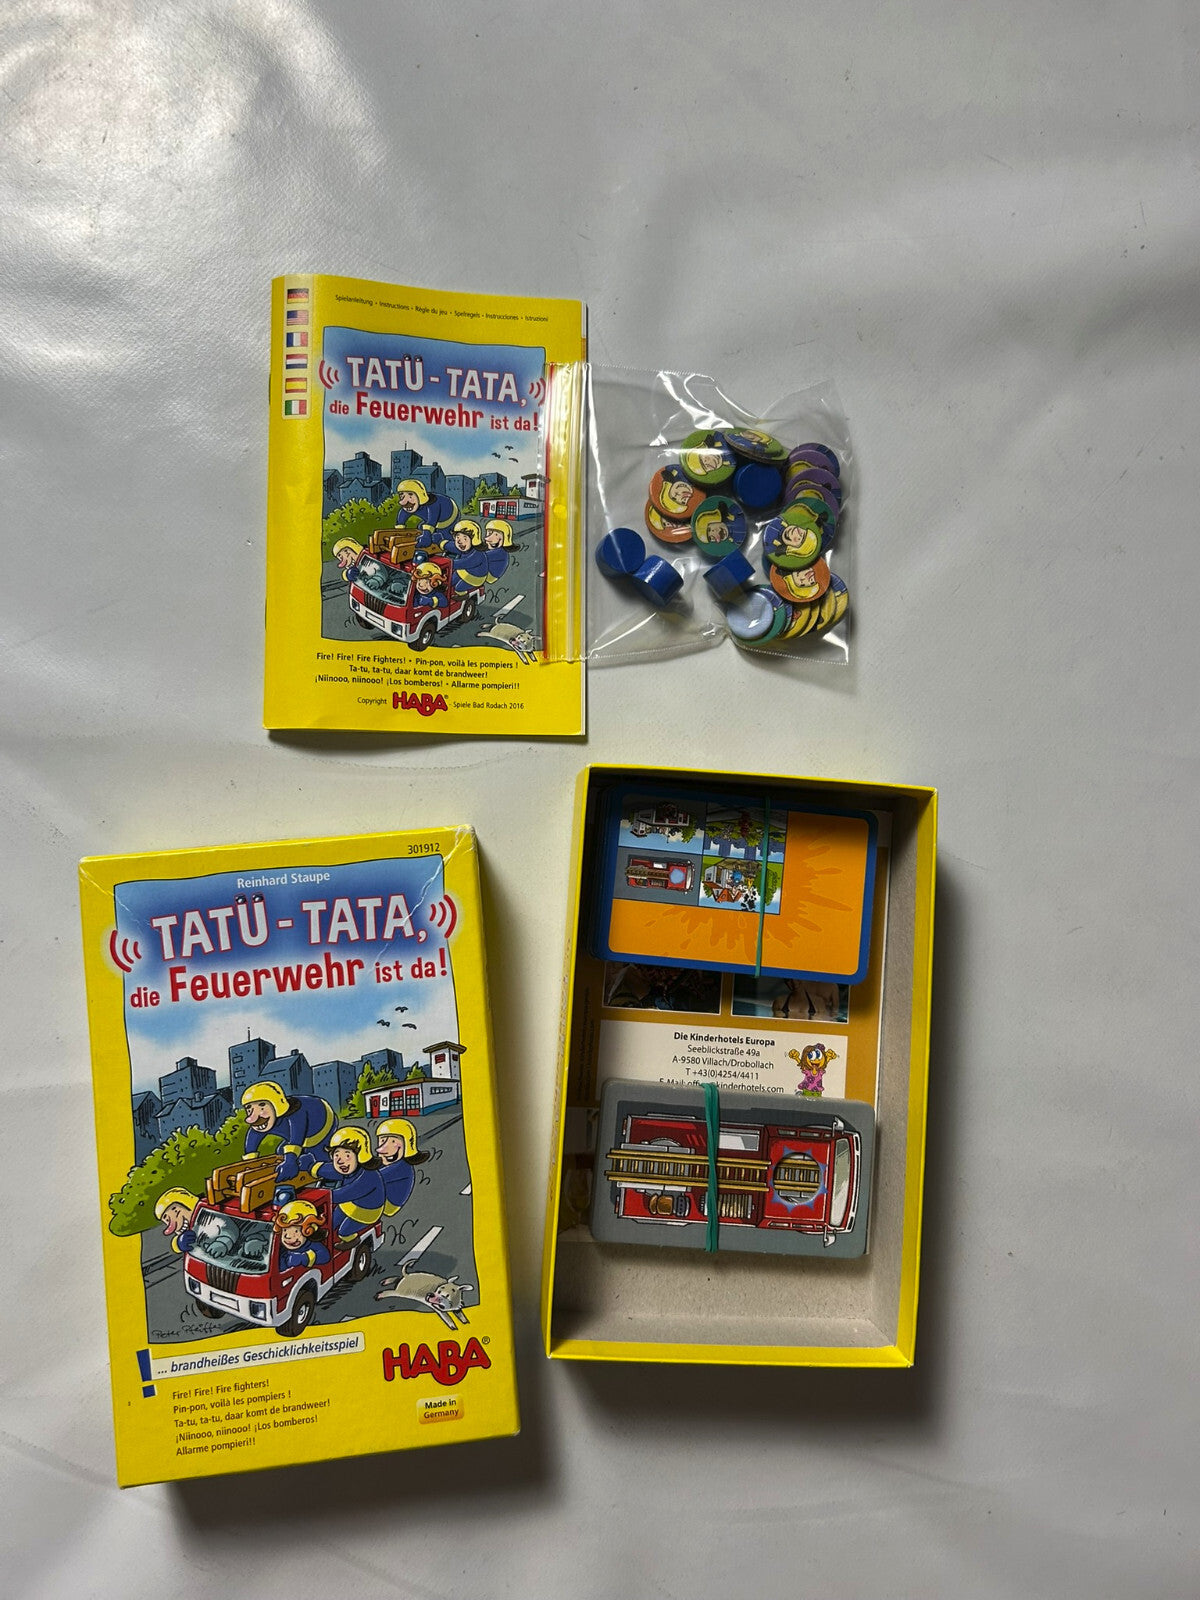 Spielanleitung • Instructions • Règle du jeu • Spelregels • Instrucciones • Istruzioni
TATÜ - TATA,
die Feuerwehr ist da!
Fire! Fire! Fire Fighters! • Pin-pon, voilà les pompiers !
Ta-tu, ta-tu, daar komt de brandweer!
¡Niinooo, niinooo! ¡Los bomberos! • Allarme pompieri!!
Copyright HABA® - Spiele Bad Rodach 2016
301912
Reinhard Staupe
TATÜ - TATA,
die Feuerwehr ist da!
Peter Pfeiffer
! ... brandheißes Geschicklichkeitsspiel
HABA®
Made in
Germany
Fire! Fire! Fire fighters!
Pin-pon, voilà les pompiers !
Ta-tu, ta-tu, daar komt de brandweer!
¡Niinooo, niinooo! ¡Los bomberos!
Allarme pompieri!!
Die Kinderhotels Europa
Seeblickstraße 49a
A-9580 Villach/Drobollach
T +43(0)4254/4411
E-Mail: